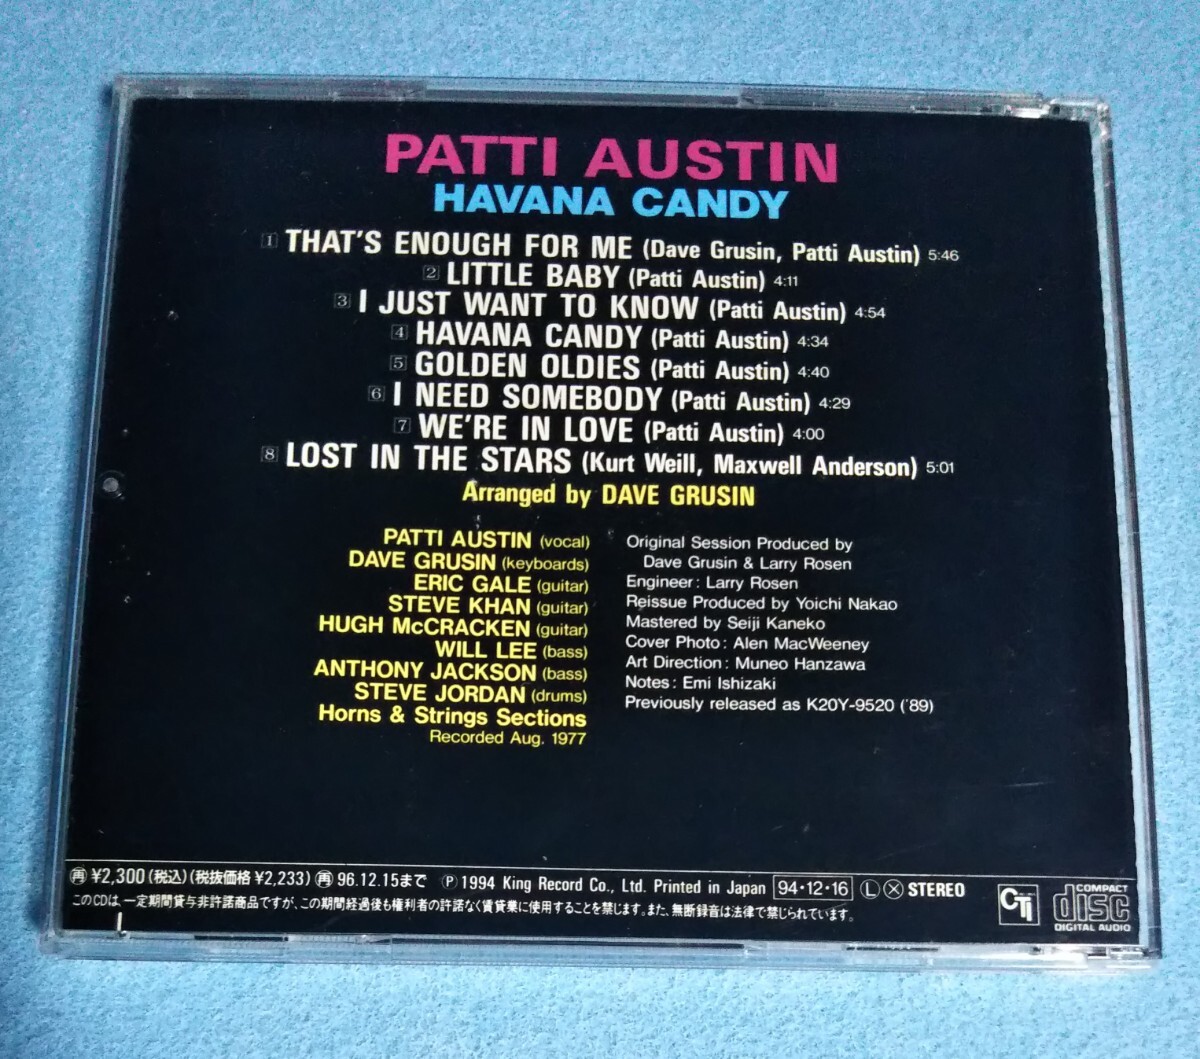 PATTI AUSTIN
HAVANA CANDY
1 THAT'S ENOUGH FOR ME (Dave Grusin, Patti Austin) 5:46
2 LITTLE BABY (Patti Austin) 4:11
3 I JUST WANT TO KNOW (Patti Austin) 4:54
4 HAVANA CANDY (Patti Austin) 4:34
5 GOLDEN OLDIES (Patti Austin) 4:40
6 I NEED SOMEBODY (Patti Austin) 4:29
7 WE'RE IN LOVE (Patti Austin) 4:00
8 LOST IN THE STARS (Kurt Weill, Maxwell Anderson) 5:01
Arranged by DAVE GRUSIN
PATTI AUSTIN (vocal)
DAVE GRUSIN (keyboards)
ERIC GALE (guitar)
STEVE KHAN (guitar)
HUGH McCRACKEN (guitar)
WILL LEE (bass)
ANTHONY JACKSON (bass)
STEVE JORDAN (drums)
Horns & Strings Sections
Recorded Aug. 1977
Original Session Produced by
Dave Grusin & Larry Rosen
Engineer: Larry Rosen
Reissue Produced by Yoichi Nakao
Mastered by Seiji Kaneko
Cover Photo: Alen MacWeeney
Art Direction: Muneo Hanzawa
Notes: Emi Ishizaki
Previously released as K20Y-9520 ('89)
㊢ ¥2,300(税込)(税抜価格 ¥2,233) 再 96.12.15まで Ⓟ 1994 King Record Co., Ltd. Printed in Japan 94・12・16 Ⓛ Ⓧ STEREO
このCDは、一定期間貸与非許諾商品ですが、この期間経過後も権利者の許諾なく賃貸業に使用することを禁じます。また、無断録音は法律で禁じられています。
CTi
COMPACT
disc
DIGITAL AUDIO